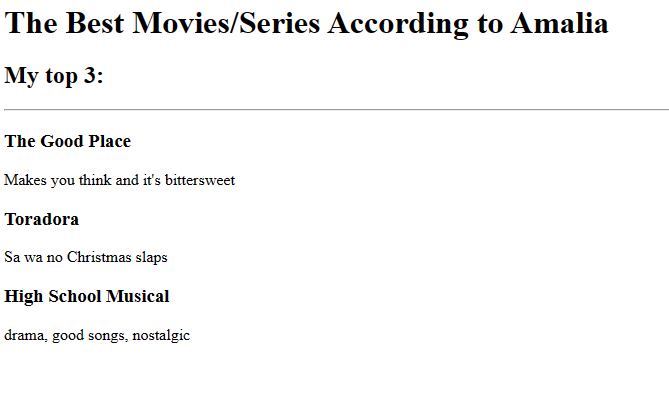 The Best Movies/Series According to Amalia
My top 3:
The Good Place
Makes you think and it's bittersweet
Toradora
Sa wa no Christmas slaps
High School Musical
drama, good songs, nostalgic